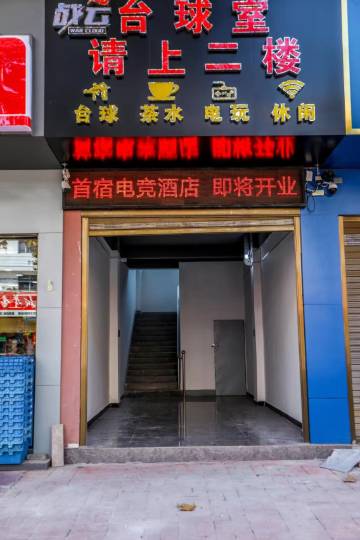 战云 台球室
WAR CLOUD
请上二楼
台球 茶水 电玩 休闲
首宿电竞酒店 即将开业